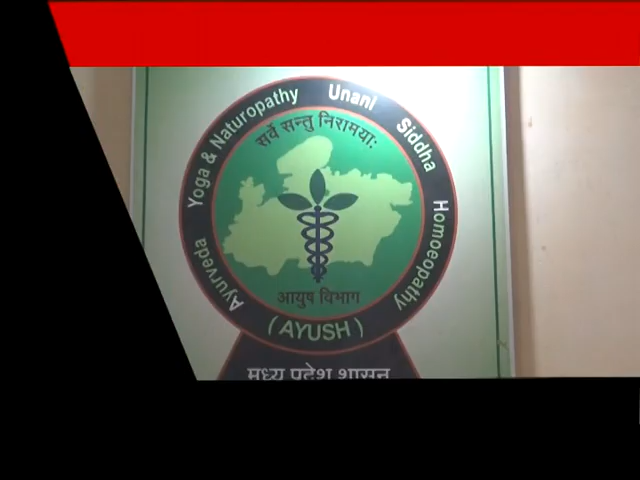 Ayurveda Yoga & Naturopathy Unani Siddha Homoeopathy
सर्वे सन्तु निरामयाः
आयुष विभाग
( AYUSH )
मध्य प्रदेश शासन